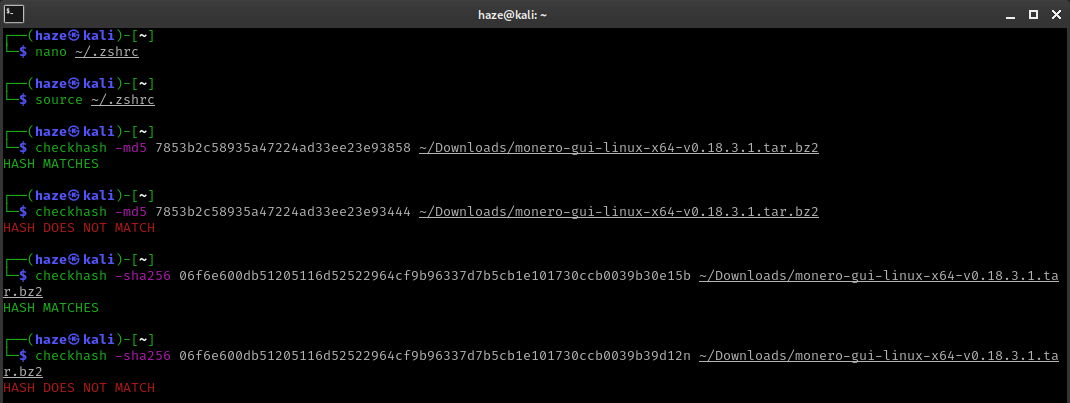 haze@kali: ~
┌──(haze㉿kali)-[~]
└─$ nano ~/.zshrc
┌──(haze㉿kali)-[~]
└─$ source ~/.zshrc
┌──(haze㉿kali)-[~]
└─$ checkhash -md5 7853b2c58935a47224ad33ee23e93858 ~/Downloads/monero-gui-linux-x64-v0.18.3.1.tar.bz2
HASH MATCHES
┌──(haze㉿kali)-[~]
└─$ checkhash -md5 7853b2c58935a47224ad33ee23e93444 ~/Downloads/monero-gui-linux-x64-v0.18.3.1.tar.bz2
HASH DOES NOT MATCH
┌──(haze㉿kali)-[~]
└─$ checkhash -sha256 06f6e600db51205116d52522964cf9b96337d7b5cb1e101730ccb0039b30e15b ~/Downloads/monero-gui-linux-x64-v0.18.3.1.ta
r.bz2
HASH MATCHES
┌──(haze㉿kali)-[~]
└─$ checkhash -sha256 06f6e600db51205116d52522964cf9b96337d7b5cb1e101730ccb0039b39d12n ~/Downloads/monero-gui-linux-x64-v0.18.3.1.ta
r.bz2
HASH DOES NOT MATCH